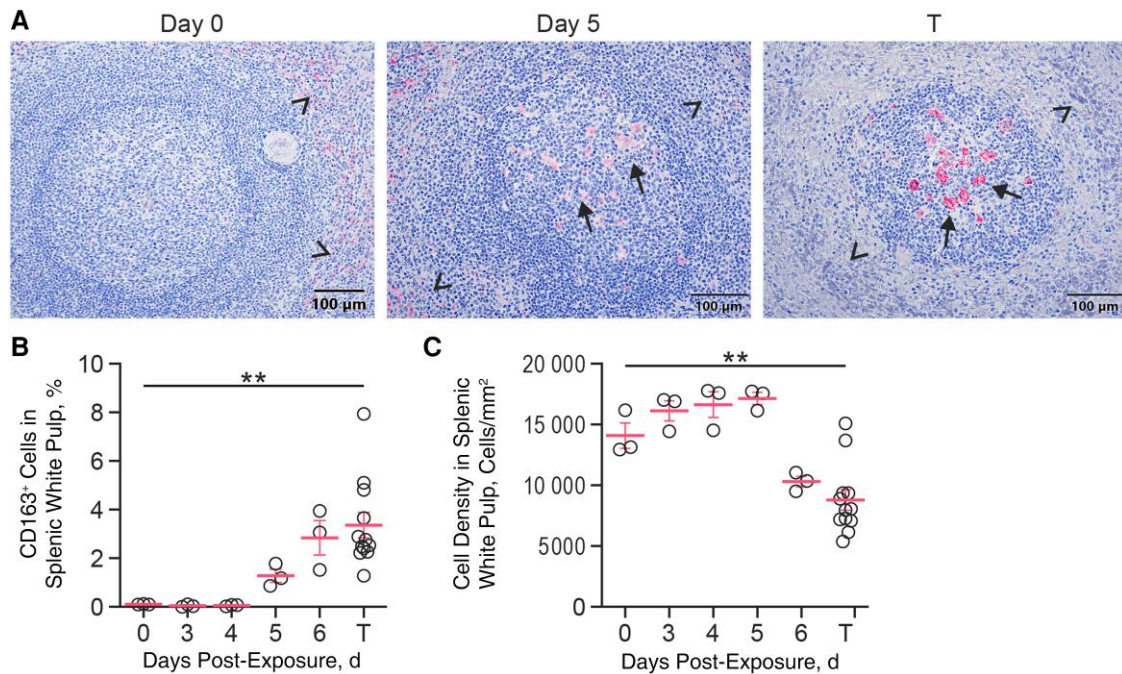 A
Day 0
Day 5
T
100 µm
100 µm
100 µm
B
CD163⁺ Cells in
Splenic White Pulp, %
10
8
6
4
2
0
**
0 3 4 5 6 T
Days Post-Exposure, d
C
Cell Density in Splenic
White Pulp, Cells/mm²
20 000
15 000
10 000
5000
0
**
0 3 4 5 6 T
Days Post-Exposure, d